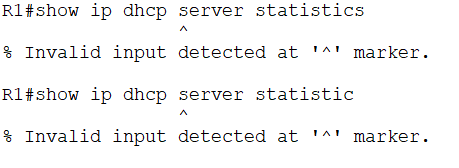 R1#show ip dhcp server statistics
^
% Invalid input detected at '^' marker.
R1#show ip dhcp server statistic
^
% Invalid input detected at '^' marker.